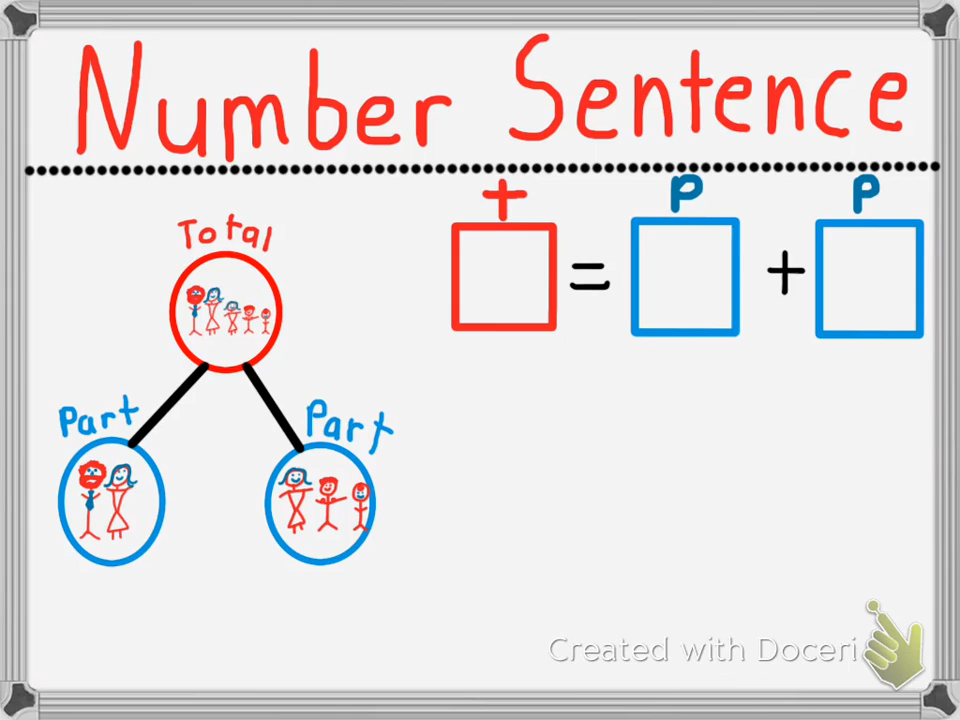 Number Sentence
Total
Part
Part
t
P
P
=
+
Created with Doceri